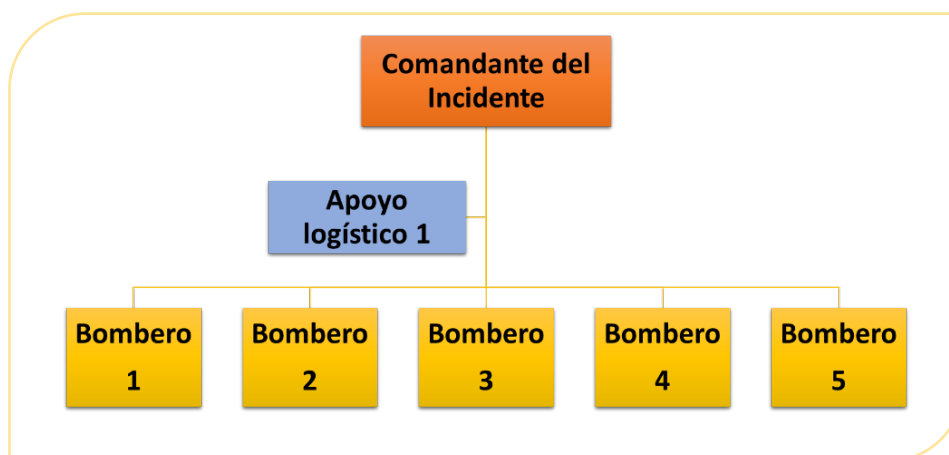 Comandante del
Incidente
Apoyo
logístico 1
Bombero
1
Bombero
2
Bombero
3
Bombero
4
Bombero
5